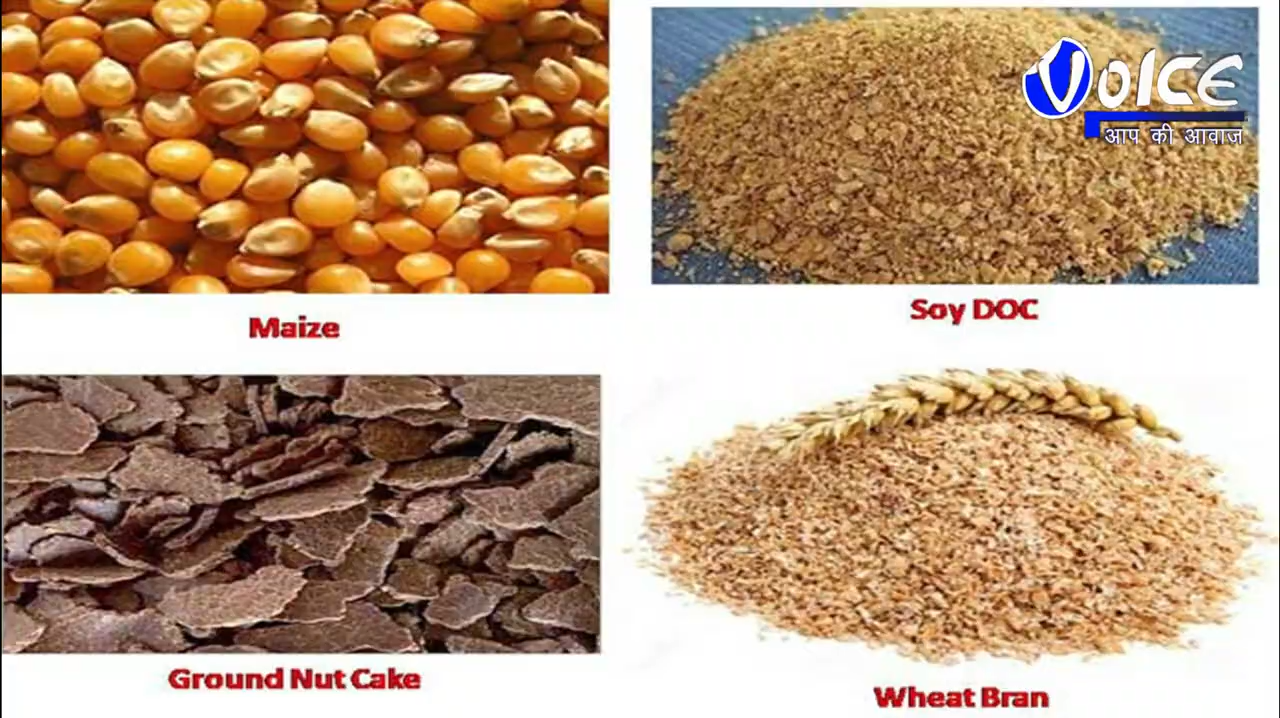 VOICE
आप की आवाज़
Maize
Soy DOC
Ground Nut Cake
Wheat Bran